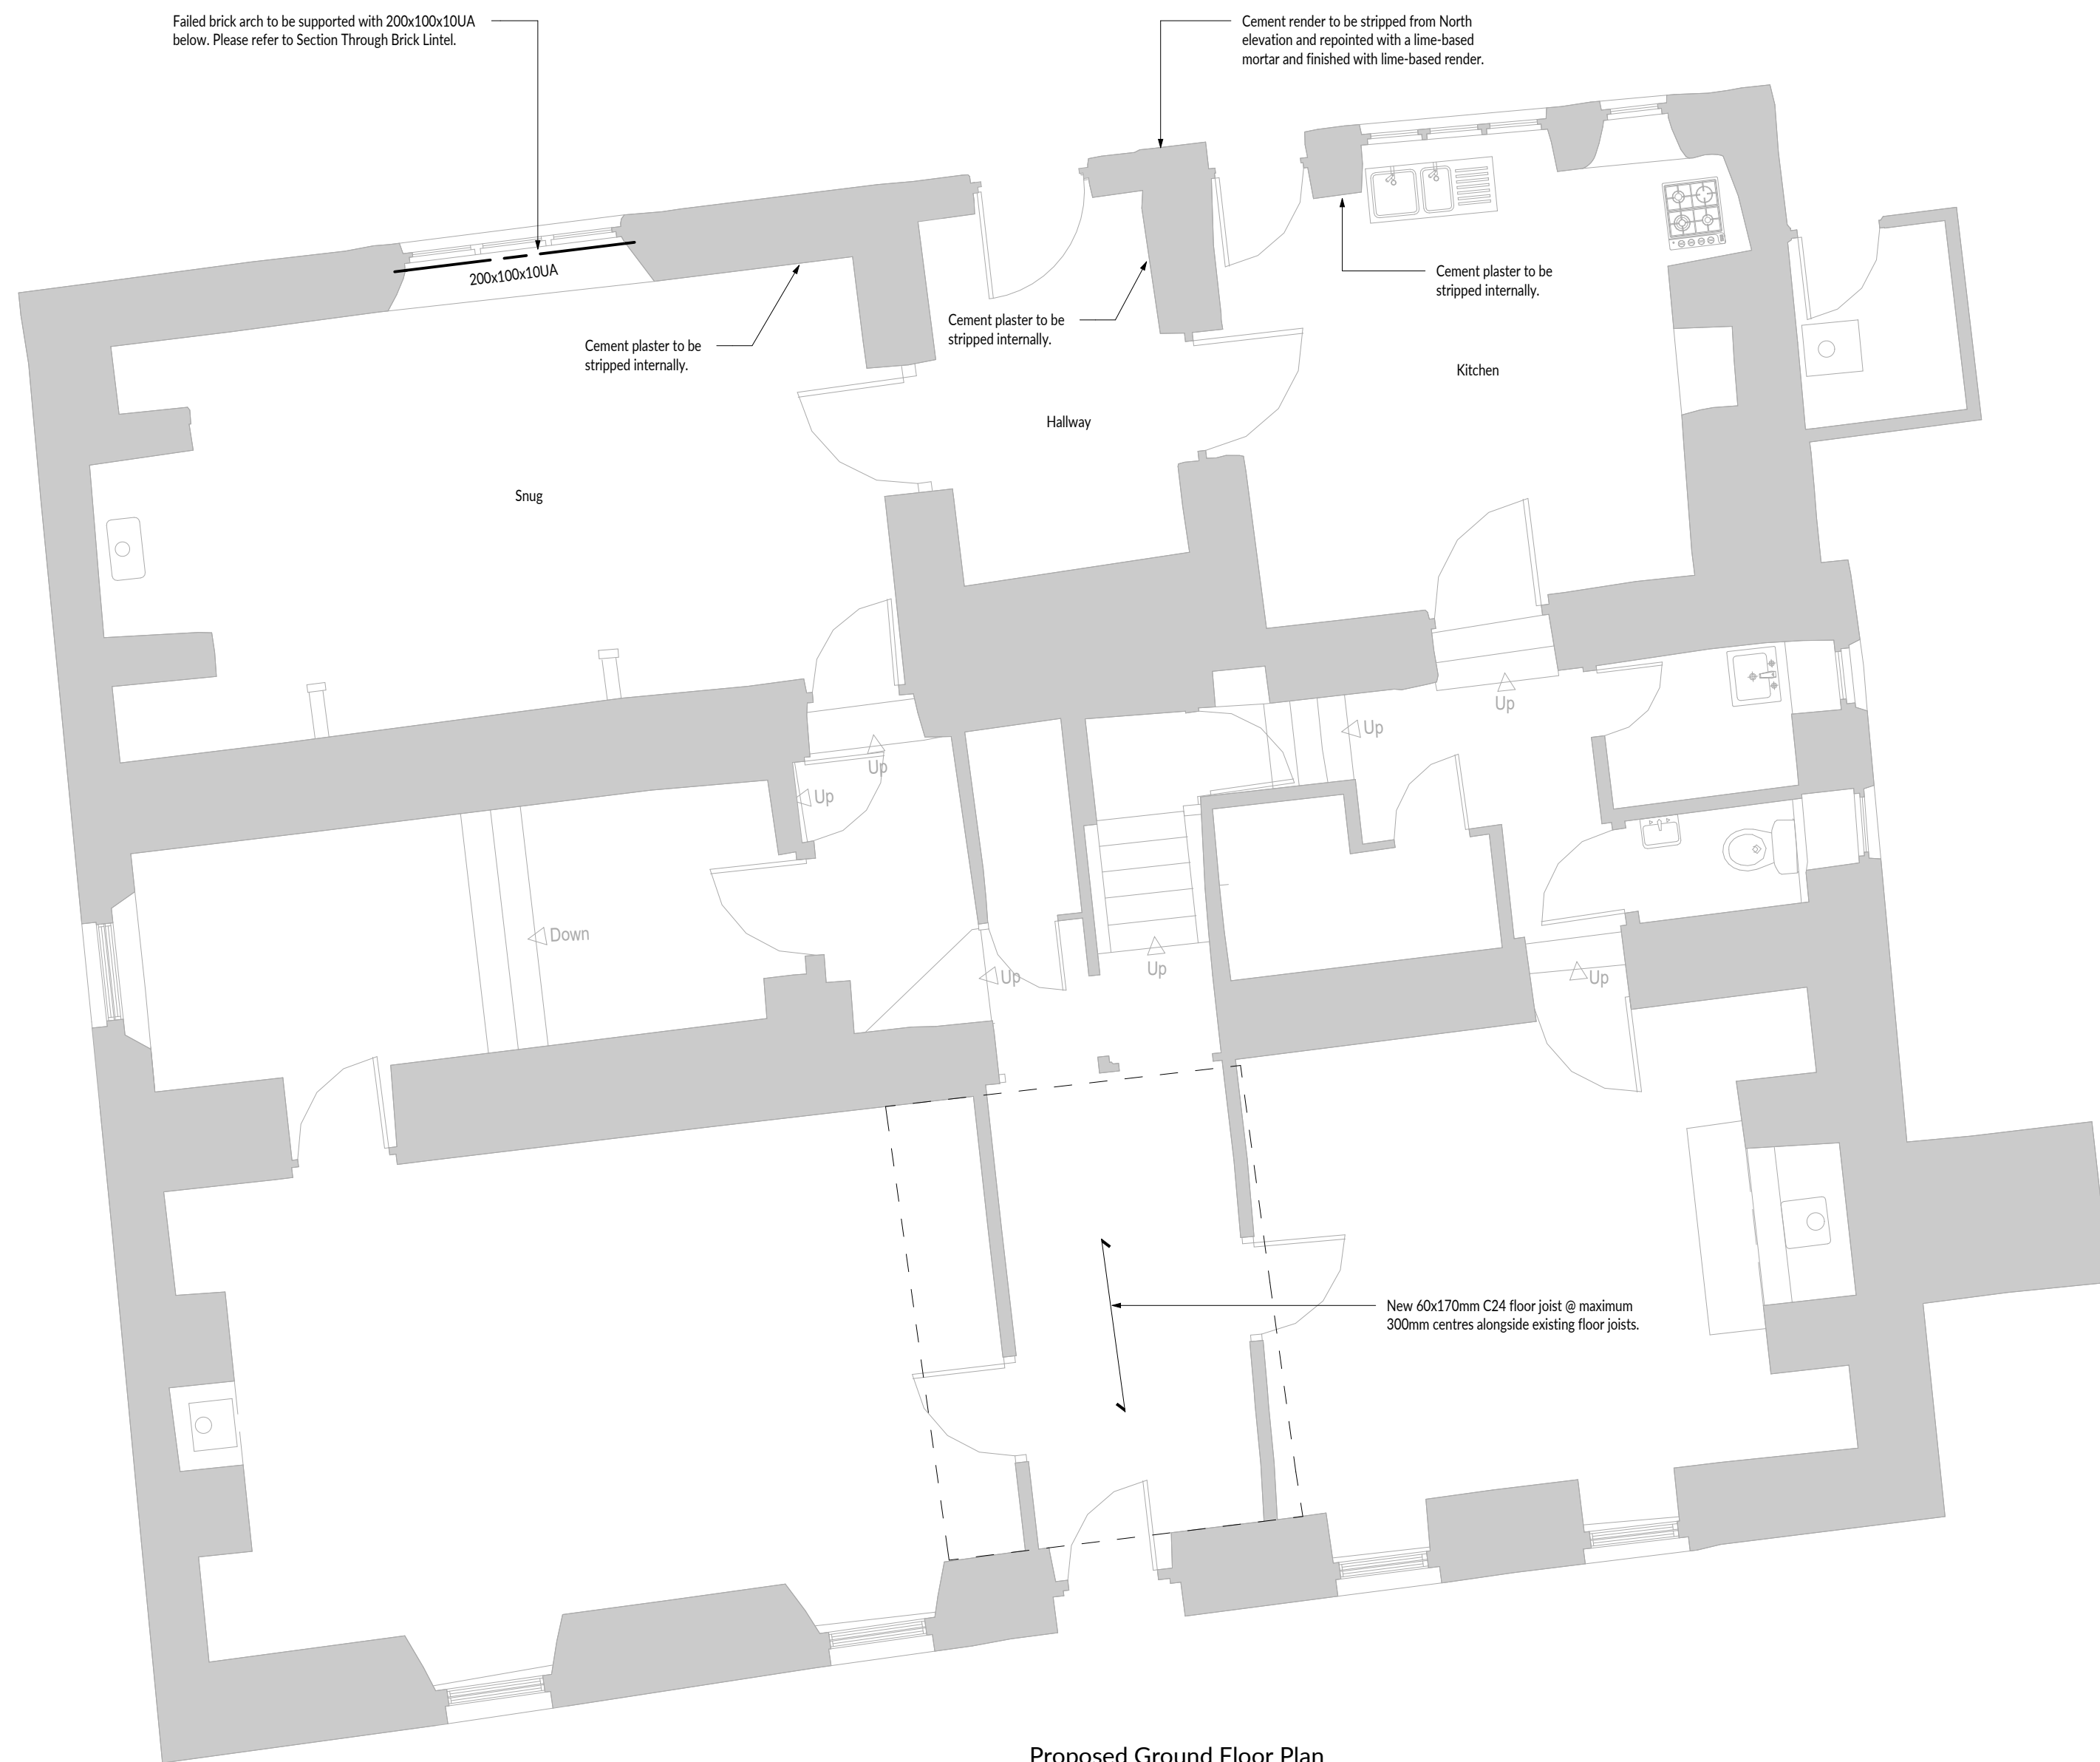 Failed brick arch to be supported with 200x100x10UA
below. Please refer to Section Through Brick Lintel.
Cement render to be stripped from North
elevation and repointed with a lime-based
mortar and finished with lime-based render.
200x100x10UA
Cement plaster to be
stripped internally.
Cement plaster to be
stripped internally.
Cement plaster to be
stripped internally.
Kitchen
Hallway
Snug
Up
Up
Up
Up
Down
Up
Up
Up
New 60x170mm C24 floor joist @ maximum
300mm centres alongside existing floor joists.
Proposed Ground Floor Plan